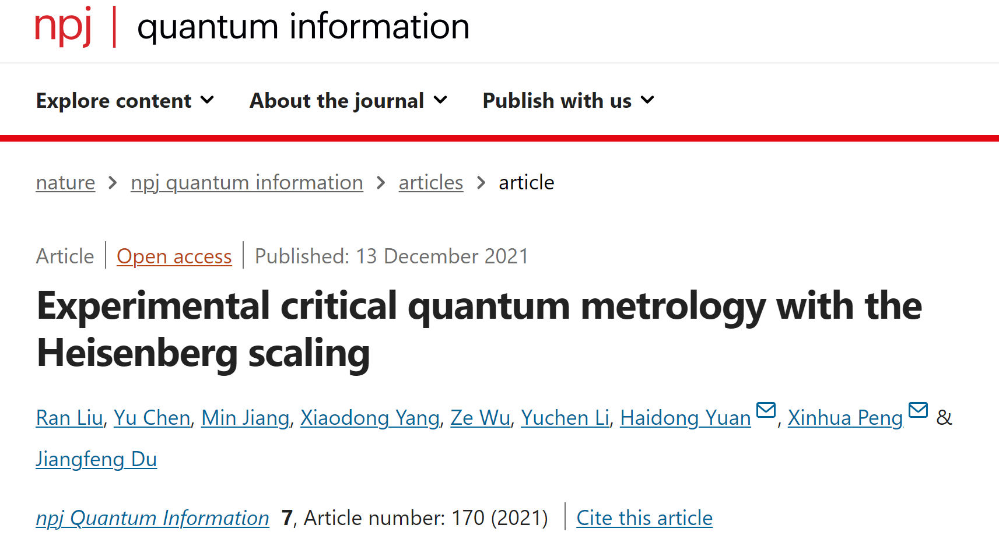 npj | quantum information
Explore content About the journal Publish with us
nature > npj quantum information > articles > article
Article | Open access | Published: 13 December 2021
Experimental critical quantum metrology with the
Heisenberg scaling
Ran Liu, Yu Chen, Min Jiang, Xiaodong Yang, Ze Wu, Yuchen Li, Haidong Yuan, Xinhua Peng &
Jiangfeng Du
npj Quantum Information 7, Article number: 170 (2021) | Cite this article